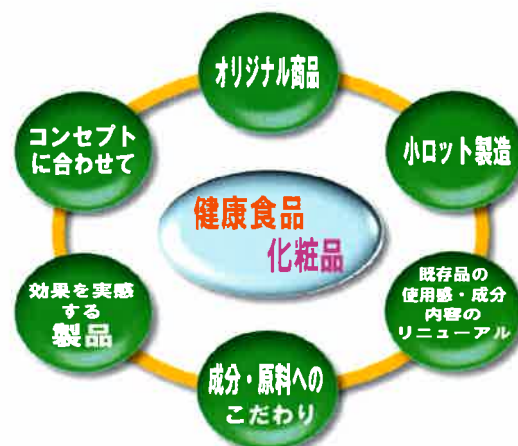 オリジナル商品
コンセプト
に合わせて
小ロット製造
健康食品
化粧品
効果を実感
する
製品
既存品の
使用感・成分
内容の
リニューアル
成分・原料への
こだわり